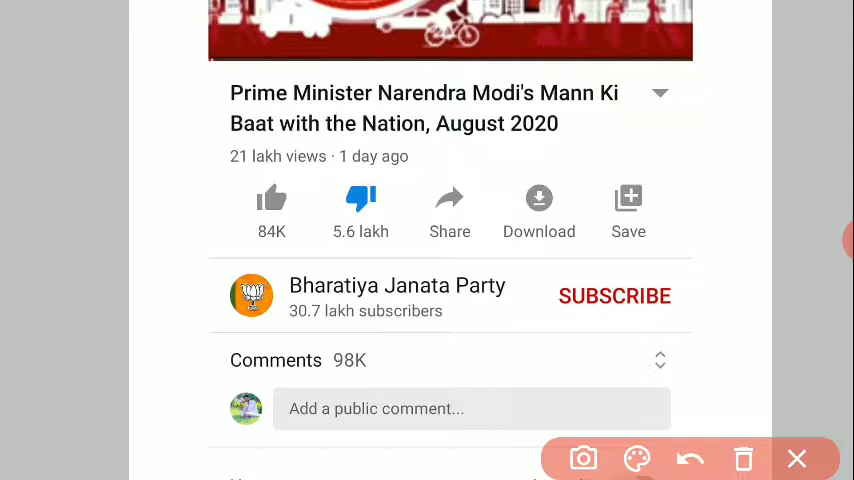 Prime Minister Narendra Modi's Mann Ki
Baat with the Nation, August 2020
21 lakh views · 1 day ago
84K
5.6 lakh
Share
Download
Save
Bharatiya Janata Party
30.7 lakh subscribers
SUBSCRIBE
Comments 98K
Add a public comment...